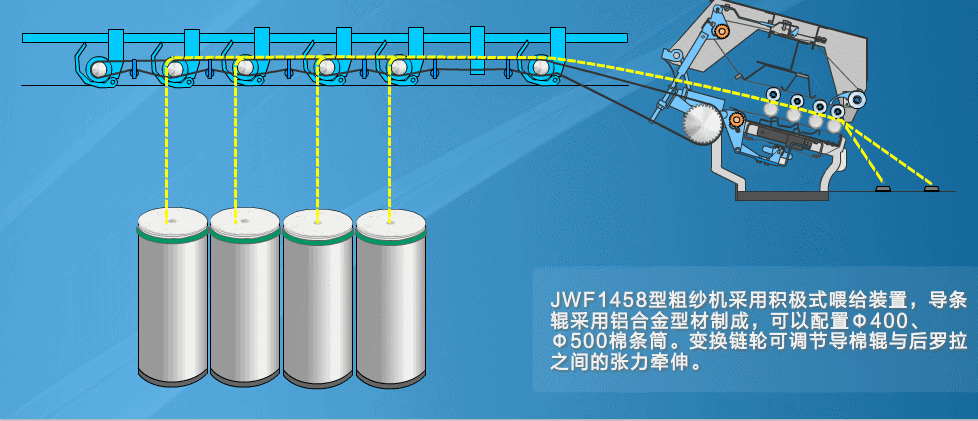 JWF1458型粗纱机采用积极式喂给装置，导条
辊采用铝合金型材制成，可以配置Φ400、
Φ500棉条筒。变换链轮可调节导棉辊与后罗拉
之间的张力牵伸。